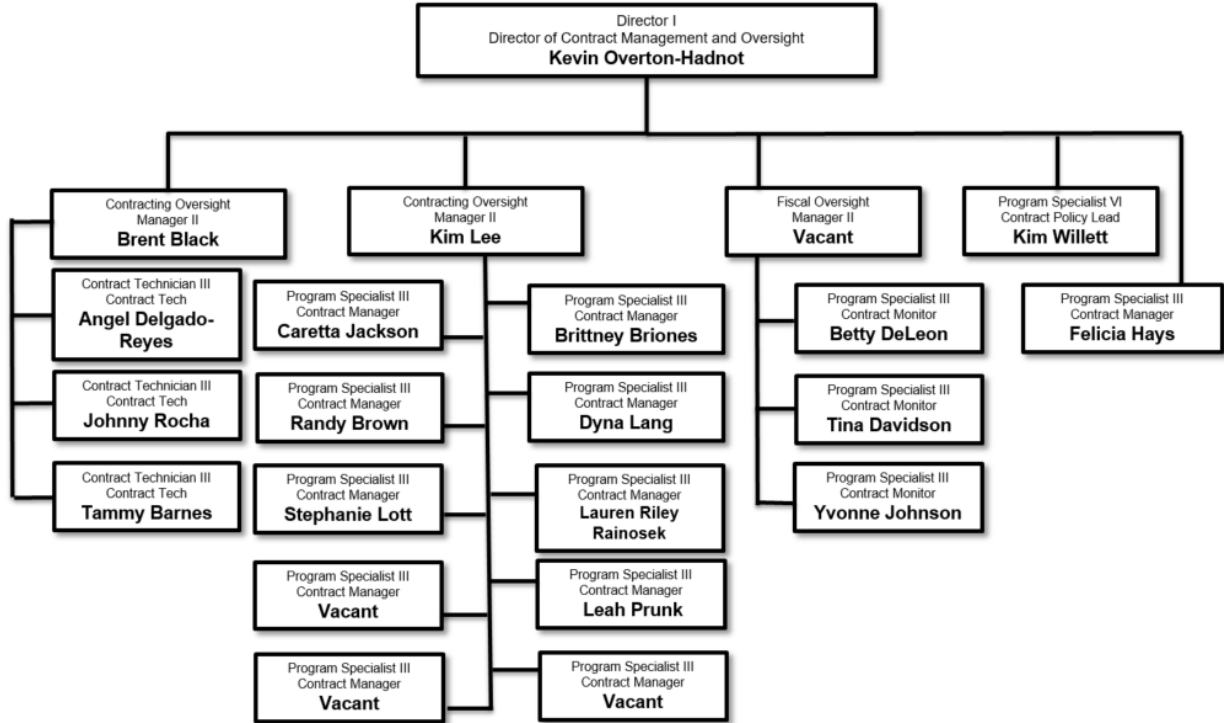 Director I
Director of Contract Management and Oversight
Kevin Overton-Hadnot
Contracting Oversight
Manager II
Brent Black
Contract Technician III
Contract Tech
Angel Delgado-
Reyes
Contract Technician III
Contract Tech
Johnny Rocha
Contract Technician III
Contract Tech
Tammy Barnes
Contracting Oversight
Manager II
Kim Lee
Program Specialist III
Contract Manager
Caretta Jackson
Program Specialist III
Contract Manager
Randy Brown
Program Specialist III
Contract Manager
Stephanie Lott
Program Specialist III
Contract Manager
Vacant
Program Specialist III
Contract Manager
Vacant
Program Specialist III
Contract Manager
Brittney Briones
Program Specialist III
Contract Manager
Dyna Lang
Program Specialist III
Contract Manager
Lauren Riley
Rainosek
Program Specialist III
Contract Manager
Leah Prunk
Program Specialist III
Contract Manager
Vacant
Fiscal Oversight
Manager II
Vacant
Program Specialist III
Contract Monitor
Betty DeLeon
Program Specialist III
Contract Monitor
Tina Davidson
Program Specialist III
Contract Monitor
Yvonne Johnson
Program Specialist VI
Contract Policy Lead
Kim Willett
Program Specialist III
Contract Manager
Felicia Hays